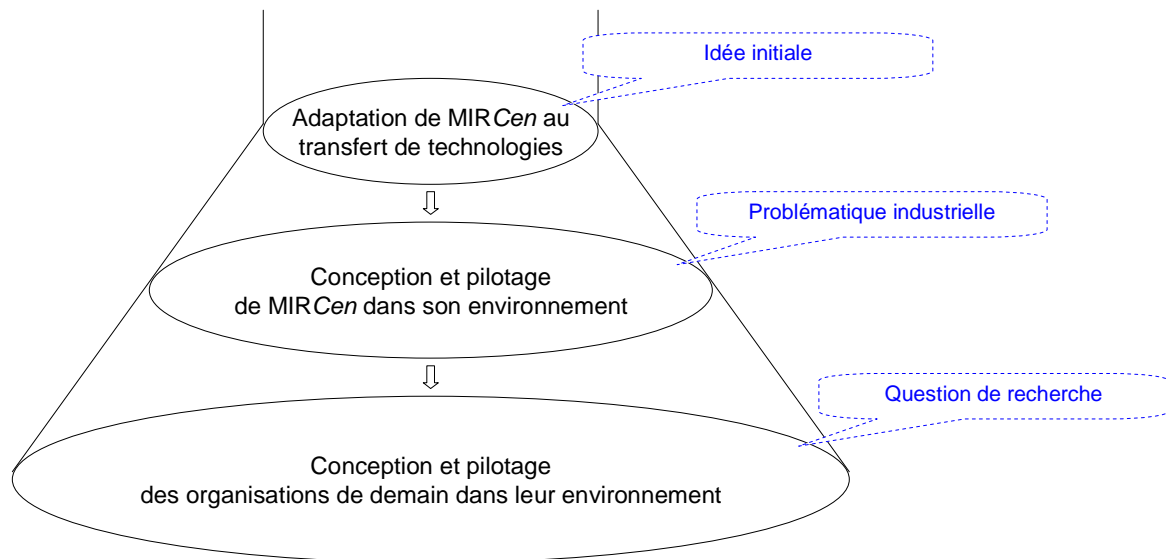 Idée initiale
Adaptation de MIRCen au
transfert de technologies
Problématique industrielle
Conception et pilotage
de MIRCen dans son environnement
Question de recherche
Conception et pilotage
des organisations de demain dans leur environnement